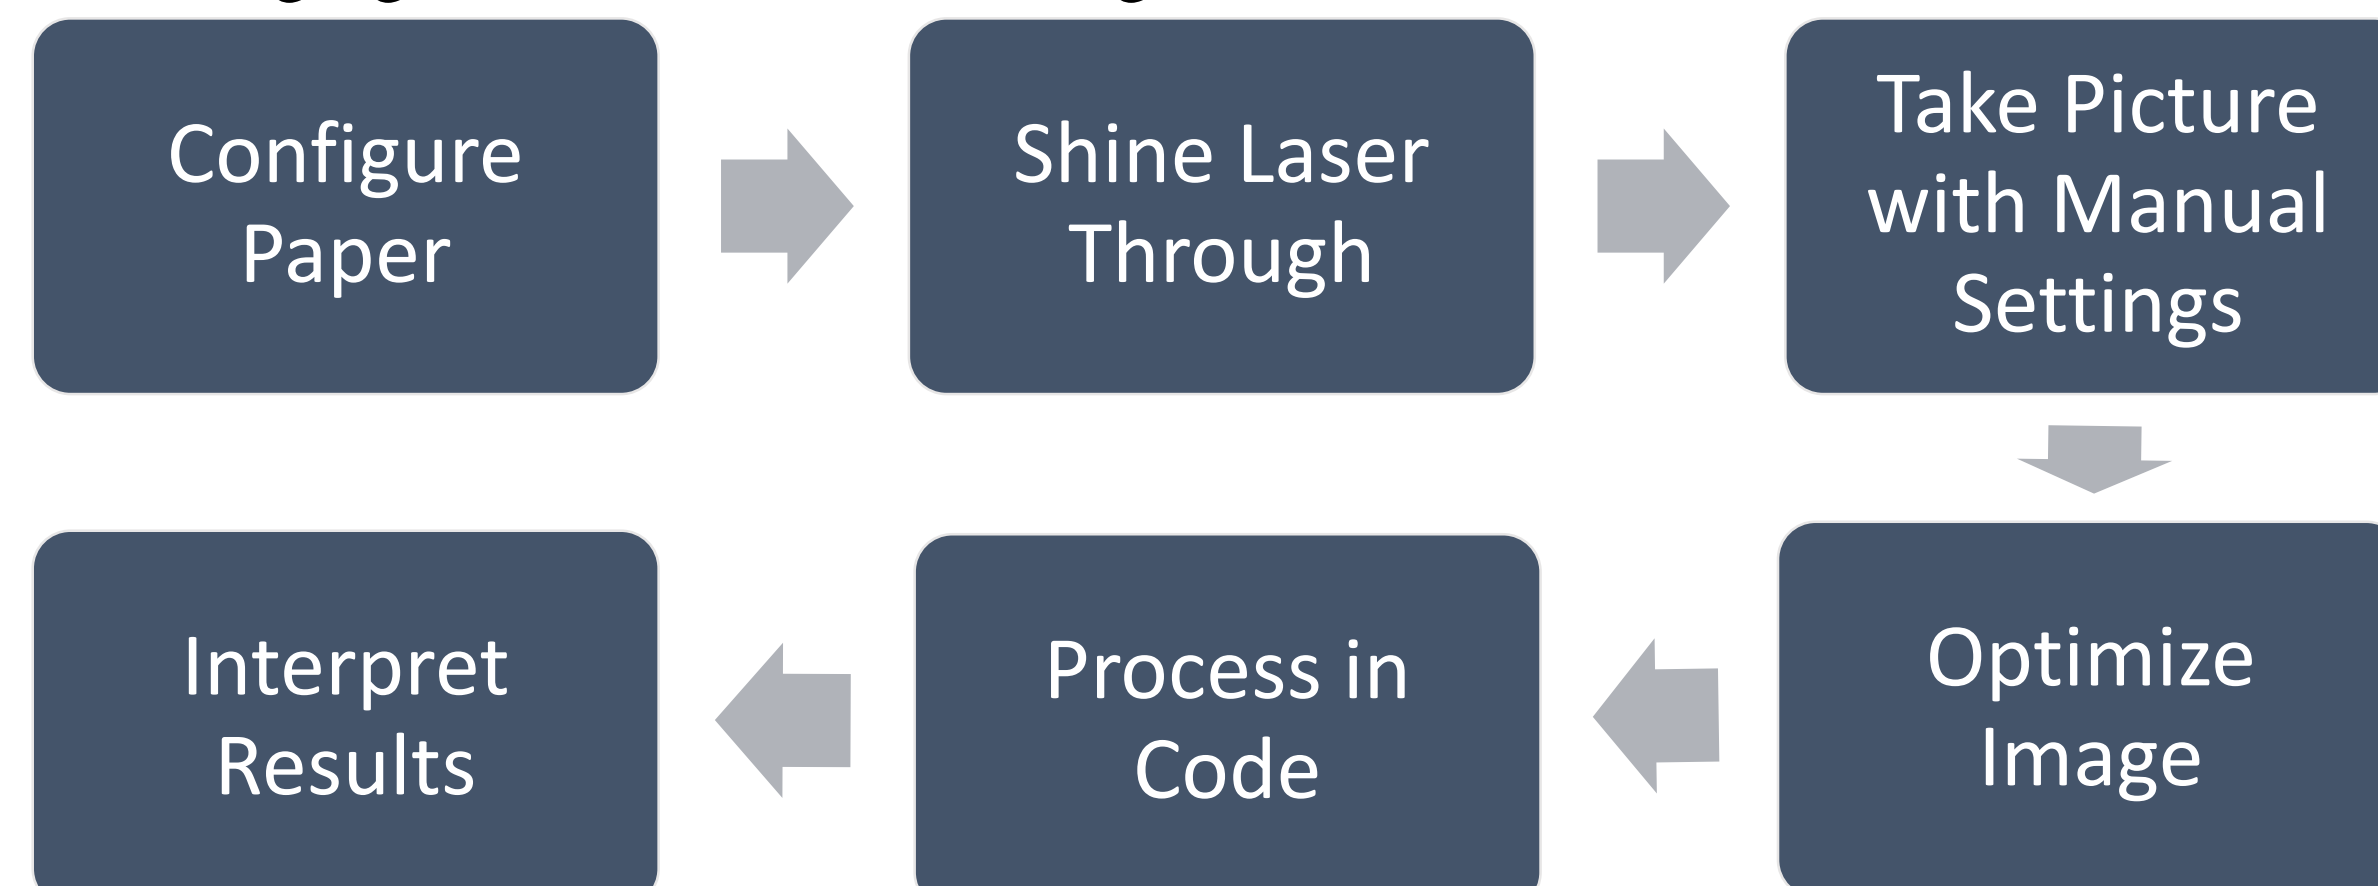 Configure
Paper
Shine Laser
Through
Take Picture
with Manual
Settings
Optimize
Image
Process in
Code
Interpret
Results